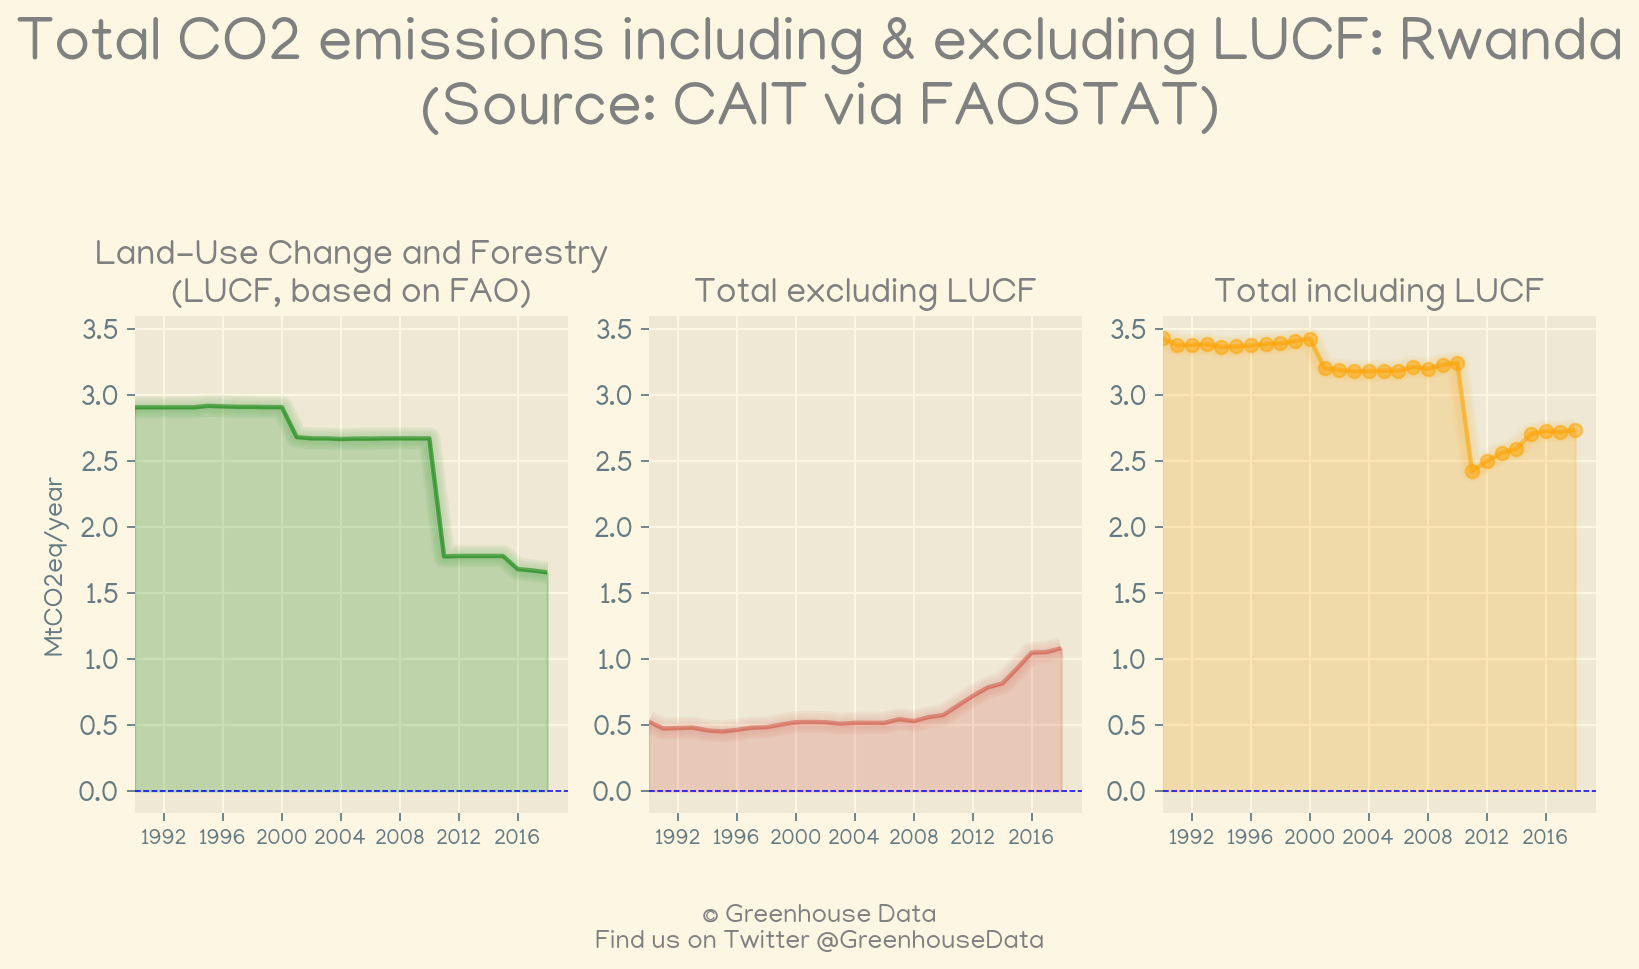 Total CO2 emissions including & excluding LUCF: Rwanda
(Source: CAIT via FAOSTAT)
Land-Use Change and Forestry
(LUCF, based on FAO)
MtCO2eq/year
3.5
3.0
2.5
2.0
1.5
1.0
0.5
0.0
1992 1996 2000 2004 2008 2012 2016
Total excluding LUCF
3.5
3.0
2.5
2.0
1.5
1.0
0.5
0.0
1992 1996 2000 2004 2008 2012 2016
Total including LUCF
3.5
3.0
2.5
2.0
1.5
1.0
0.5
0.0
1992 1996 2000 2004 2008 2012 2016
© Greenhouse Data
Find us on Twitter @GreenhouseData